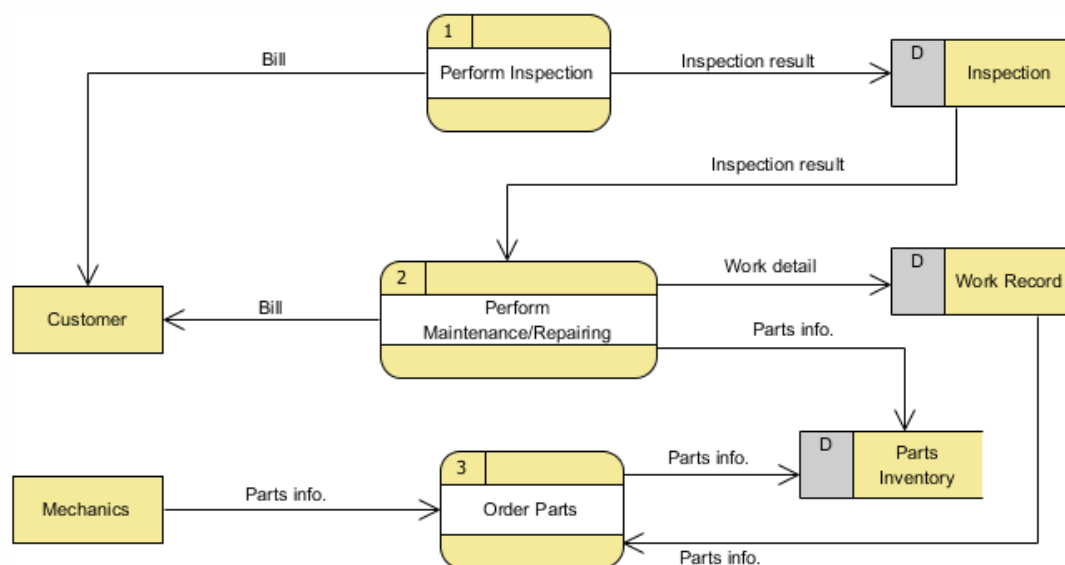 1
Perform Inspection
Bill
Inspection result
D
Inspection
Inspection result
2
Perform
Maintenance/Repairing
Work detail
D
Work Record
Customer
Bill
Parts info.
D
Parts
Inventory
3
Order Parts
Parts info.
Mechanics
Parts info.
Parts info.